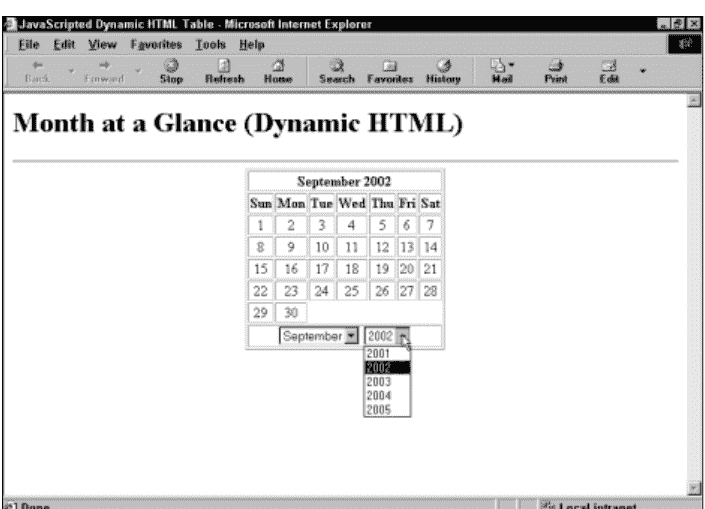 JavaScripted Dynamic HTML Table - Microsoft Internet Explorer
File Edit View Favorites Tools Help
Back Forward Stop Refresh Home Search Favorites History Mail Print Edit
Month at a Glance (Dynamic HTML)
September 2002
Sun Mon Tue Wed Thu Fri Sat
1 2 3 4 5 6 7
8 9 10 11 12 13 14
15 16 17 18 19 20 21
22 23 24 25 26 27 28
29 30
September 2002
2001
2002
2003
2004
2005
Done Local intranet